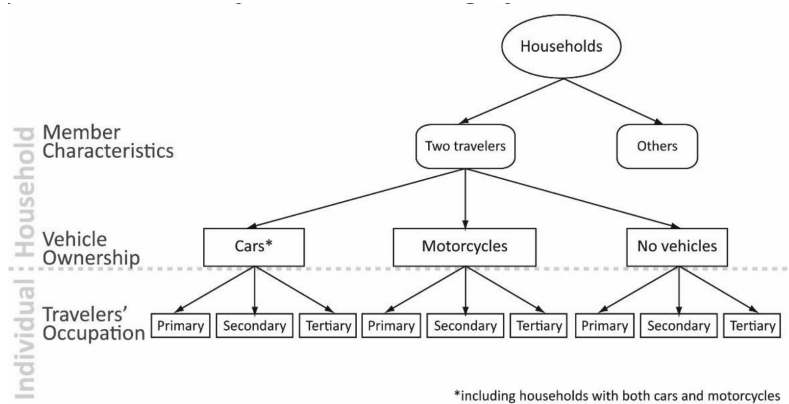 Households
Member
Characteristics
Two travelers
Others
Household
Vehicle
Ownership
Cars*
Motorcycles
No vehicles
Individual
Travelers'
Occupation
Primary
Secondary
Tertiary
Primary
Secondary
Tertiary
Primary
Secondary
Tertiary
*including households with both cars and motorcycles